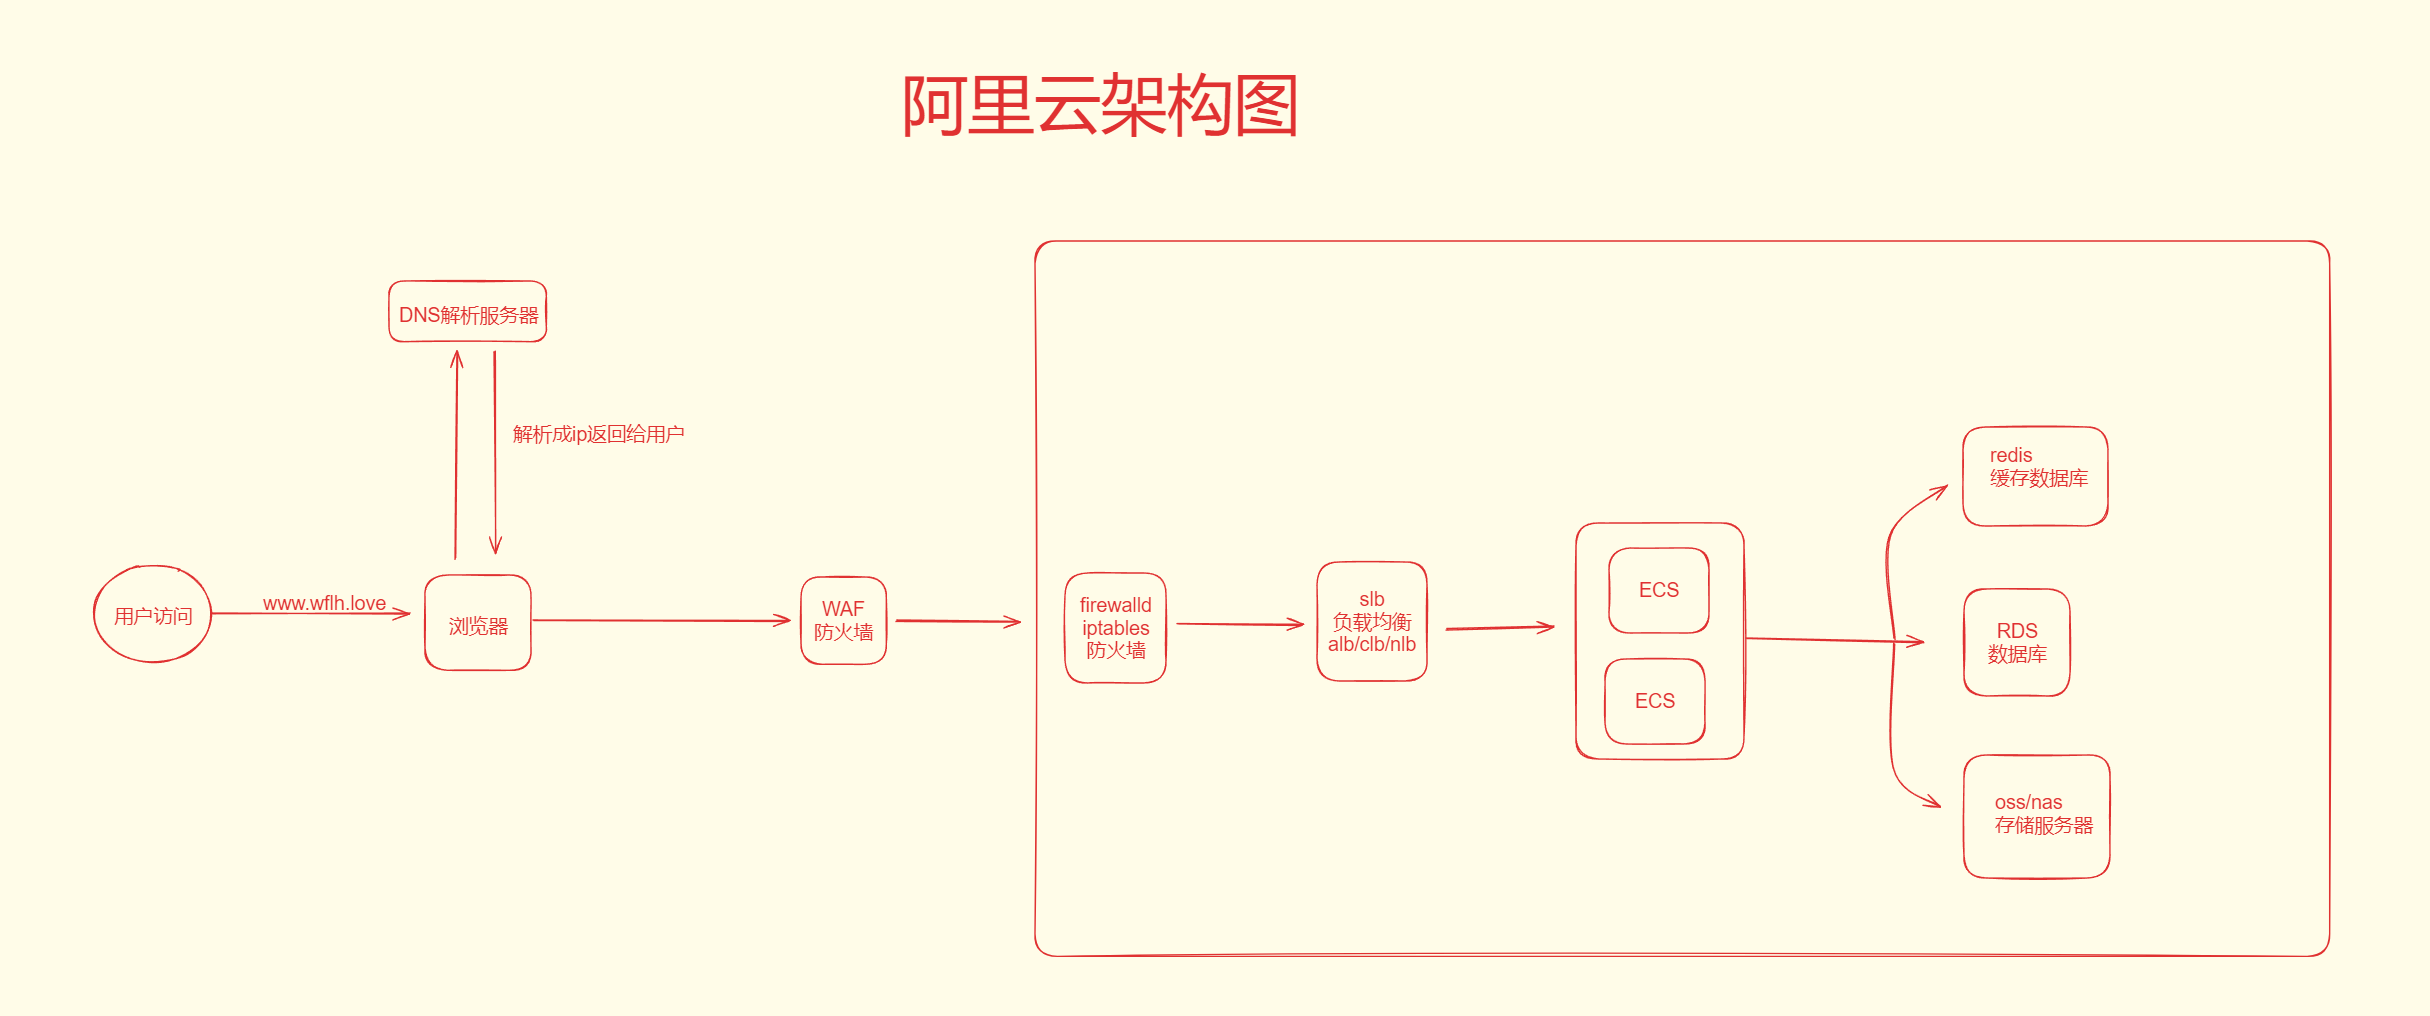 阿里云架构图
DNS解析服务器
解析成ip返回给用户
用户访问
www.wflh.love
浏览器
WAF
防火墙
firewalld
iptables
防火墙
slb
负载均衡
alb/clb/nlb
ECS
ECS
redis
缓存数据库
RDS
数据库
oss/nas
存储服务器